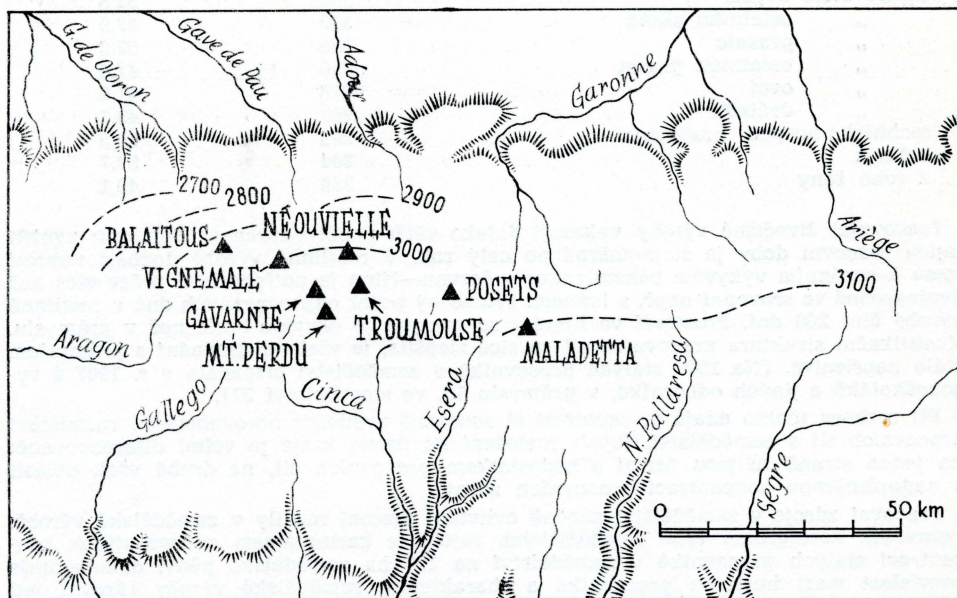 G. de Oloron
Gave de Pau
Adour
Garonne
Ariège
2700
2800
2900
NÉOUVIELLE
BALAITOUS
3000
VIGNEMALE
3100
POSETS
GAVARNIE
TROUMOUSE
MT PERDU
MALADETTA
Aragon
Gallego
Cinca
Esera
N. Pallaresa
Segre
0 50 km